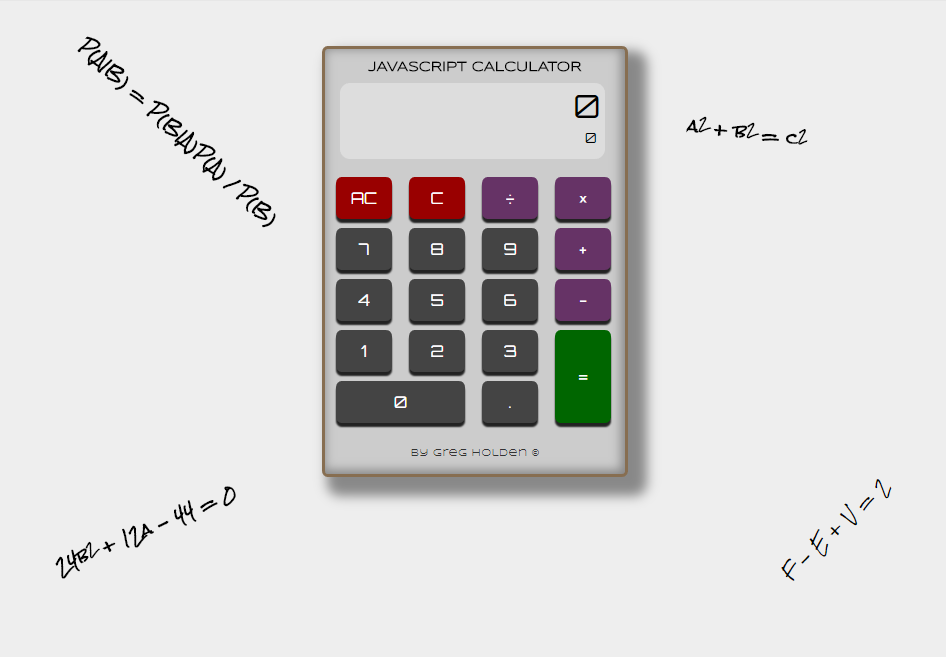 P(A|B) = P(B|A)P(A) / P(B)
JAVASCRIPT CALCULATOR
0
0
A2 + B2 = C2
AC C ÷ x
7 8 9 +
4 5 6 -
1 2 3 =
0 .
By Greg Holden ©
24B2 + 12A - 44 = 0
F - E + V = 2